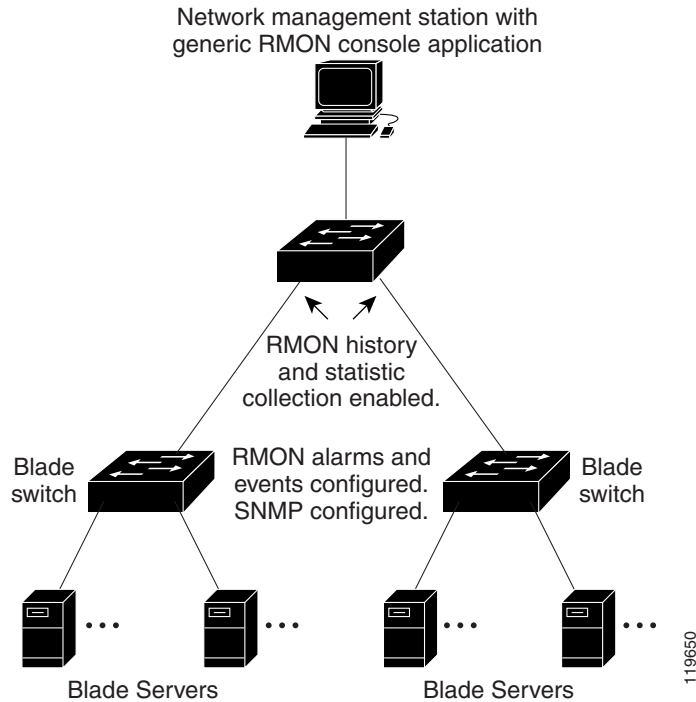 Network management station with
generic RMON console application
RMON history
and statistic
collection enabled.
Blade
switch
RMON alarms and
events configured.
SNMP configured.
Blade
switch
Blade Servers
Blade Servers
119650